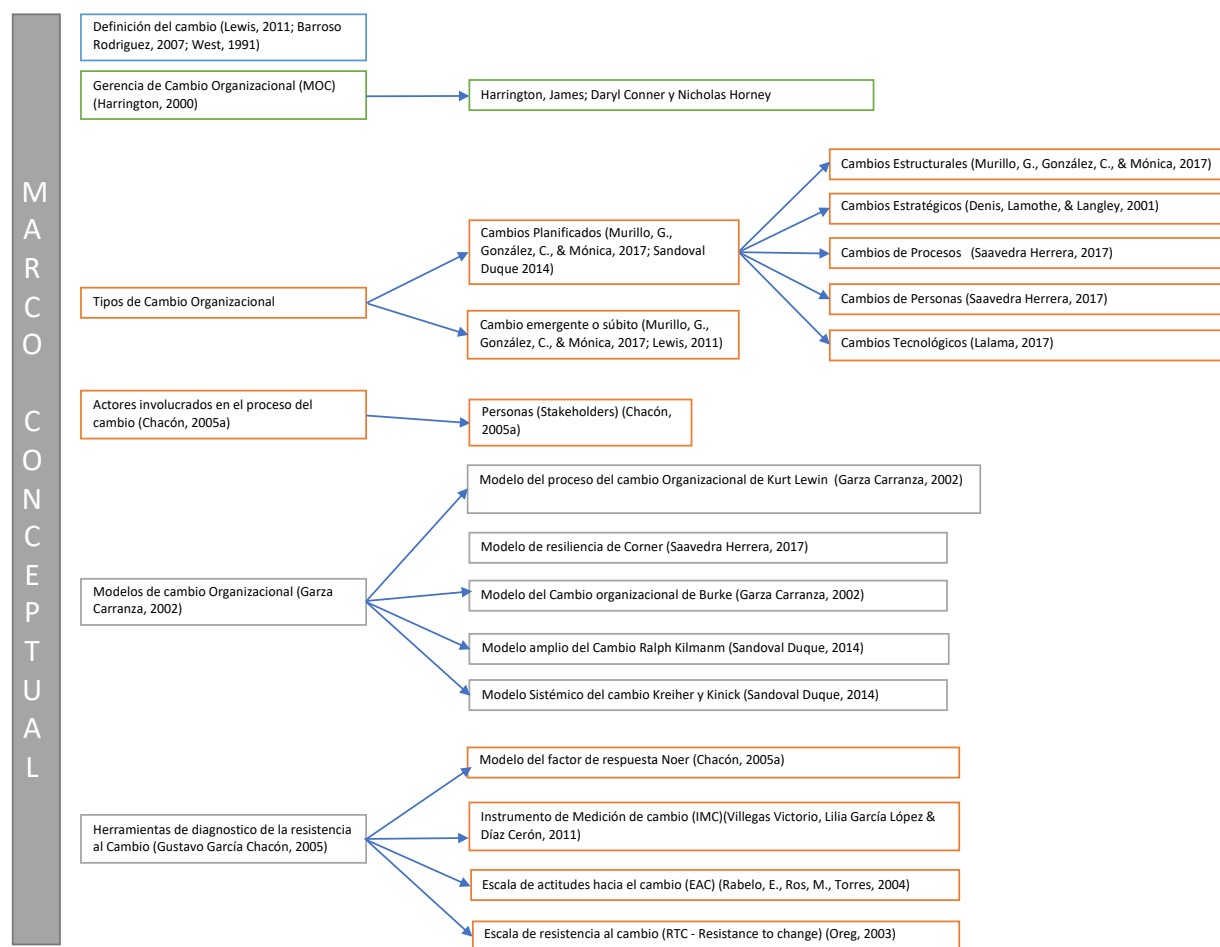 MARCO CONCEPTUAL
Definición del cambio (Lewis, 2011; Barroso
Rodriguez, 2007; West, 1991)
Gerencia de Cambio Organizacional (MOC)
(Harrington, 2000)
Harrington, James; Daryl Conner y Nicholas Horney
Tipos de Cambio Organizacional
Cambios Planificados (Murillo, G.,
González, C., & Mónica, 2017; Sandoval
Duque 2014)
Cambio emergente o súbito (Murillo, G.,
González, C., & Mónica, 2017; Lewis, 2011)
Cambios Estructurales (Murillo, G., González, C., & Mónica, 2017)
Cambios Estratégicos (Denis, Lamothe, & Langley, 2001)
Cambios de Procesos (Saavedra Herrera, 2017)
Cambios de Personas (Saavedra Herrera, 2017)
Cambios Tecnológicos (Lalama, 2017)
Actores involucrados en el proceso del
cambio (Chacón, 2005a)
Personas (Stakeholders) (Chacón,
2005a)
Modelos de cambio Organizacional (Garza
Carranza, 2002)
Modelo del proceso del cambio Organizacional de Kurt Lewin (Garza Carranza, 2002)
Modelo de resiliencia de Corner (Saavedra Herrera, 2017)
Modelo del Cambio organizacional de Burke (Garza Carranza, 2002)
Modelo amplio del Cambio Ralph Kilmanm (Sandoval Duque, 2014)
Modelo Sistémico del cambio Kreiher y Kinick (Sandoval Duque, 2014)
Herramientas de diagnostico de la resistencia
al Cambio (Gustavo García Chacón, 2005)
Modelo del factor de respuesta Noer (Chacón, 2005a)
Instrumento de Medición de cambio (IMC)(Villegas Victorio, Lilia García López &
Díaz Cerón, 2011)
Escala de actitudes hacia el cambio (EAC) (Rabelo, E., Ros, M., Torres, 2004)
Escala de resistencia al cambio (RTC - Resistance to change) (Oreg, 2003)